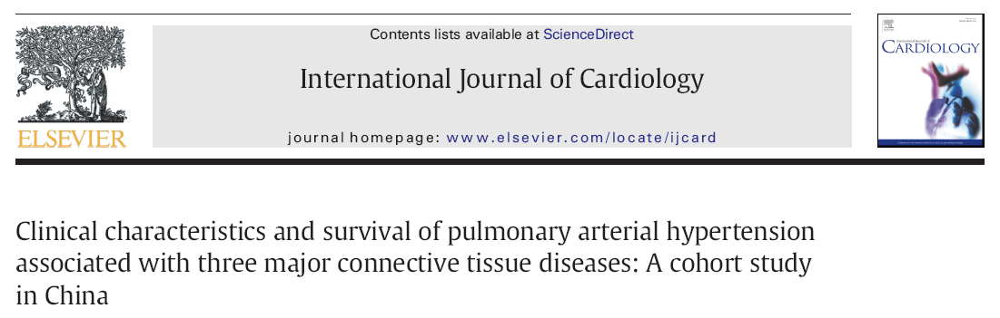 Contents lists available at ScienceDirect
International Journal of Cardiology
journal homepage: www.elsevier.com/locate/ijcard
ELSEVIER
International Journal of
CARDIOLOGY
Clinical characteristics and survival of pulmonary arterial hypertension
associated with three major connective tissue diseases: A cohort study
in China